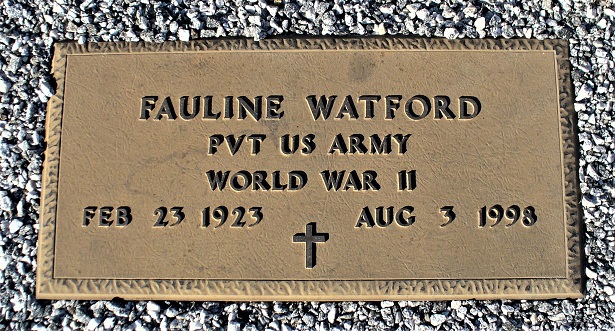 FAULINE WATFORD
PVT US ARMY
WORLD WAR II
FEB 23 1923 AUG 3 1998